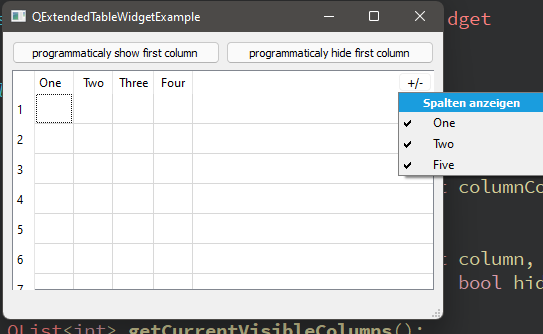 QExtendedTableWidgetExample
dget
programmaticaly show first column
programmaticaly hide first column
One Two Three Four +/-
Spalten anzeigen
One
Two
Five
1
2
3
4
5
6
7
columnCo
column,
bool hid
QList<int> getCurrentVisibleColumns();